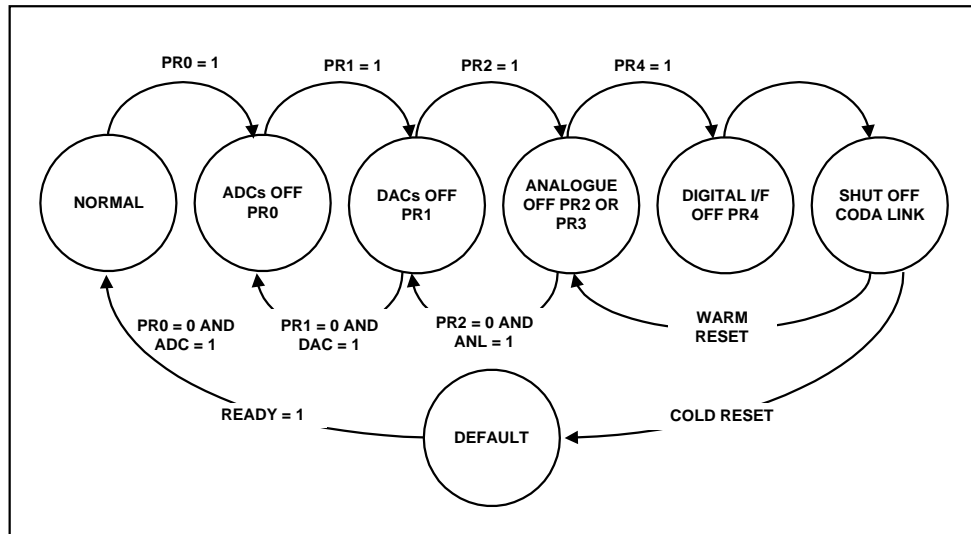 PR0 = 1
PR1 = 1
PR2 = 1
PR4 = 1
NORMAL
ADCs OFF
PR0
DACs OFF
PR1
ANALOGUE
OFF PR2 OR
PR3
DIGITAL I/F
OFF PR4
SHUT OFF
CODA LINK
PR0 = 0 AND
ADC = 1
PR1 = 0 AND
DAC = 1
PR2 = 0 AND
ANL = 1
WARM
RESET
READY = 1
DEFAULT
COLD RESET